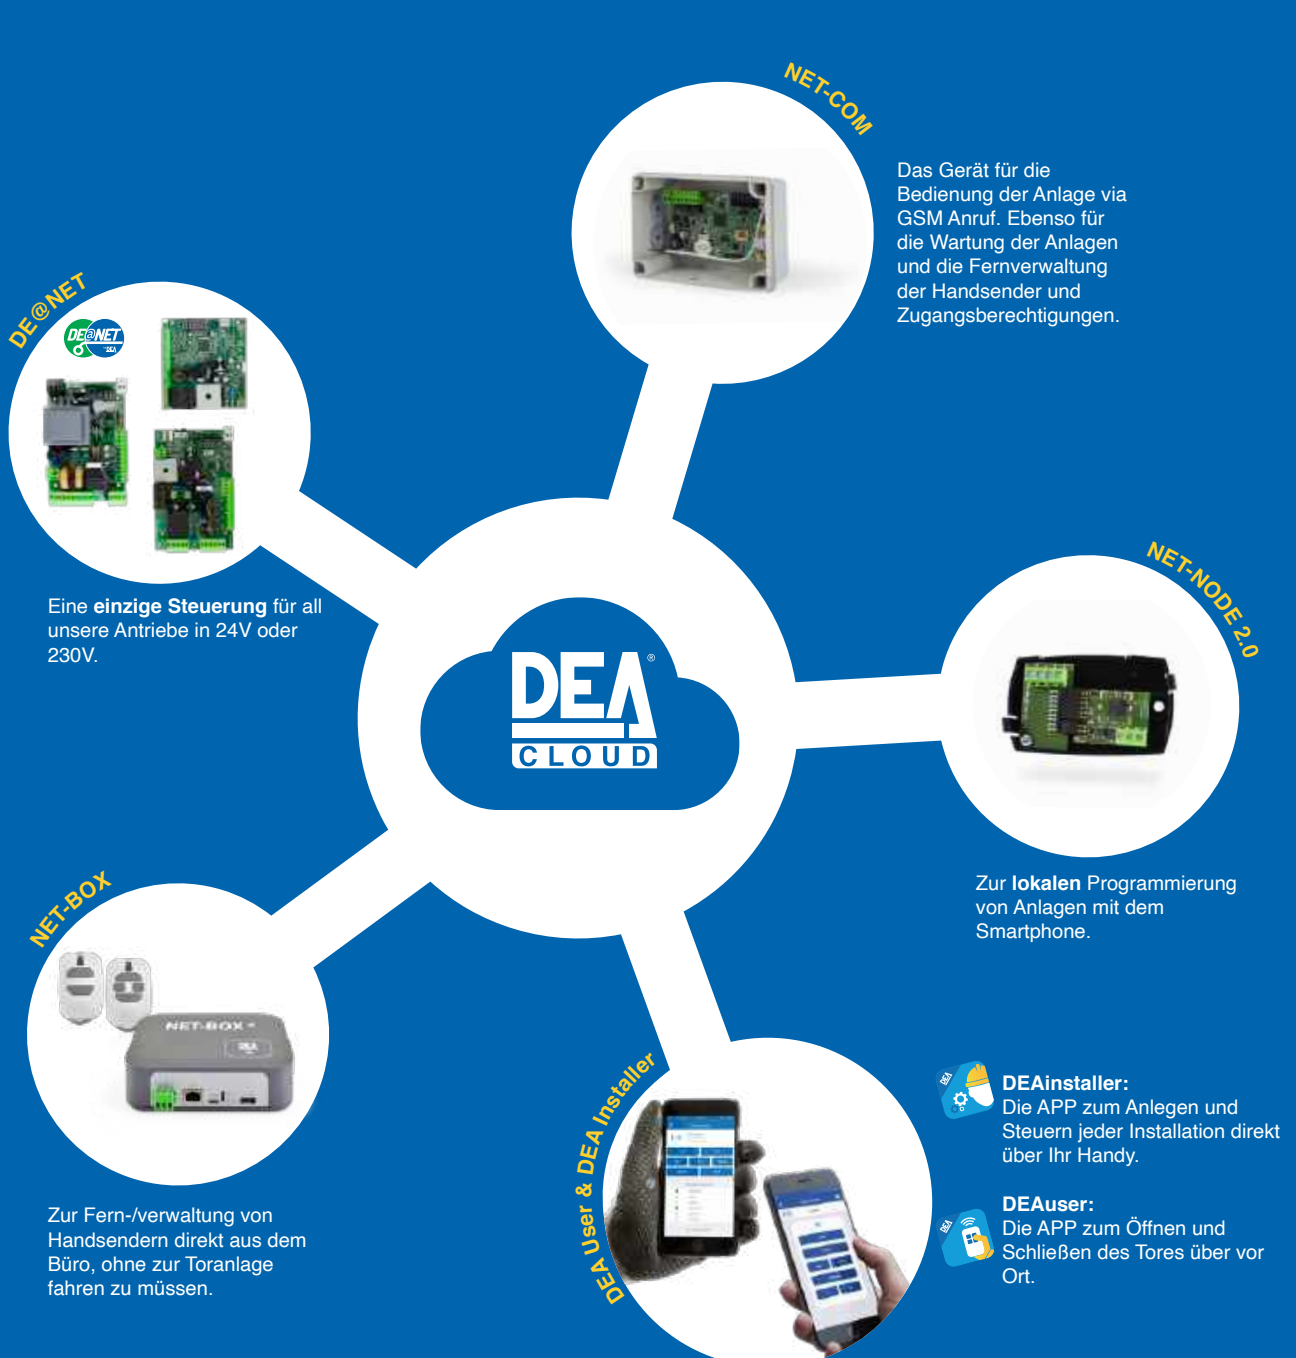 NET-COM
Das Gerät für die
Bedienung der Anlage via
GSM Anruf. Ebenso für
die Wartung der Anlagen
und die Fernverwaltung
der Handsender und
Zugangsberechtigungen.
DE@NET
DE@NET
by DEA
Eine einzige Steuerung für all
unsere Antriebe in 24V oder
230V.
NET-NODE 2.0
Zur lokalen Programmierung
von Anlagen mit dem
Smartphone.
DEA®
CLOUD
NET-BOX
NET-BOX
DEA
Zur Fern-/verwaltung von
Handsendern direkt aus dem
Büro, ohne zur Toranlage
fahren zu müssen.
DEA User & DEA Installer
DEA
DEAinstaller:
Die APP zum Anlegen und
Steuern jeder Installation direkt
über Ihr Handy.
DEA
DEAuser:
Die APP zum Öffnen und
Schließen des Tores über vor
Ort.